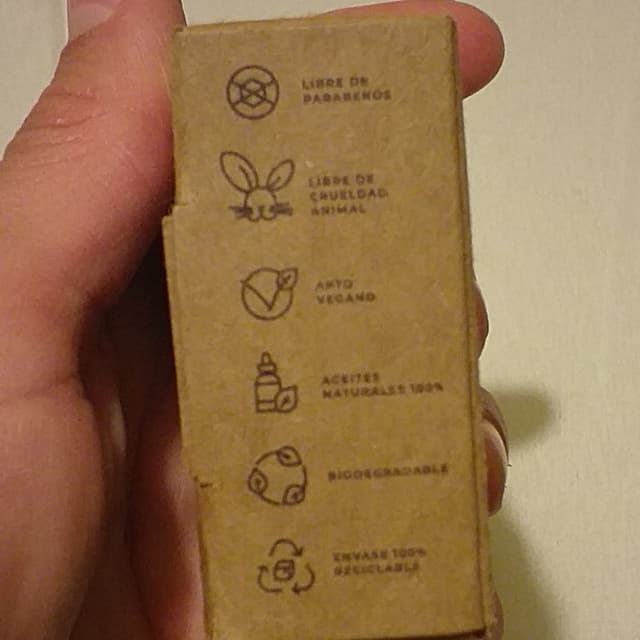 LIBRE DE
PARABENOS
LIBRE DE
CRUELDAD
ANIMAL
APTO
VEGANO
ACEITES
NATURALES 100%
BIODEGRADABLE
ENVASE 100%
RECICLABLE